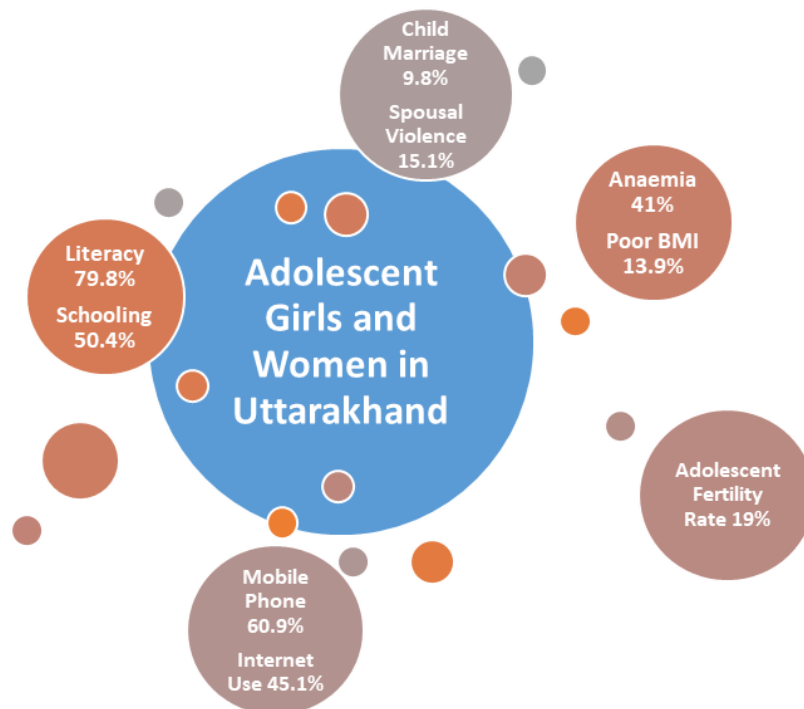 Child
Marriage
9.8%
Spousal
Violence
15.1%
Anaemia
41%
Poor BMI
13.9%
Literacy
79.8%
Schooling
50.4%
Adolescent
Girls and
Women in
Uttarakhand
Adolescent
Fertility
Rate 19%
Mobile
Phone
60.9%
Internet
Use 45.1%